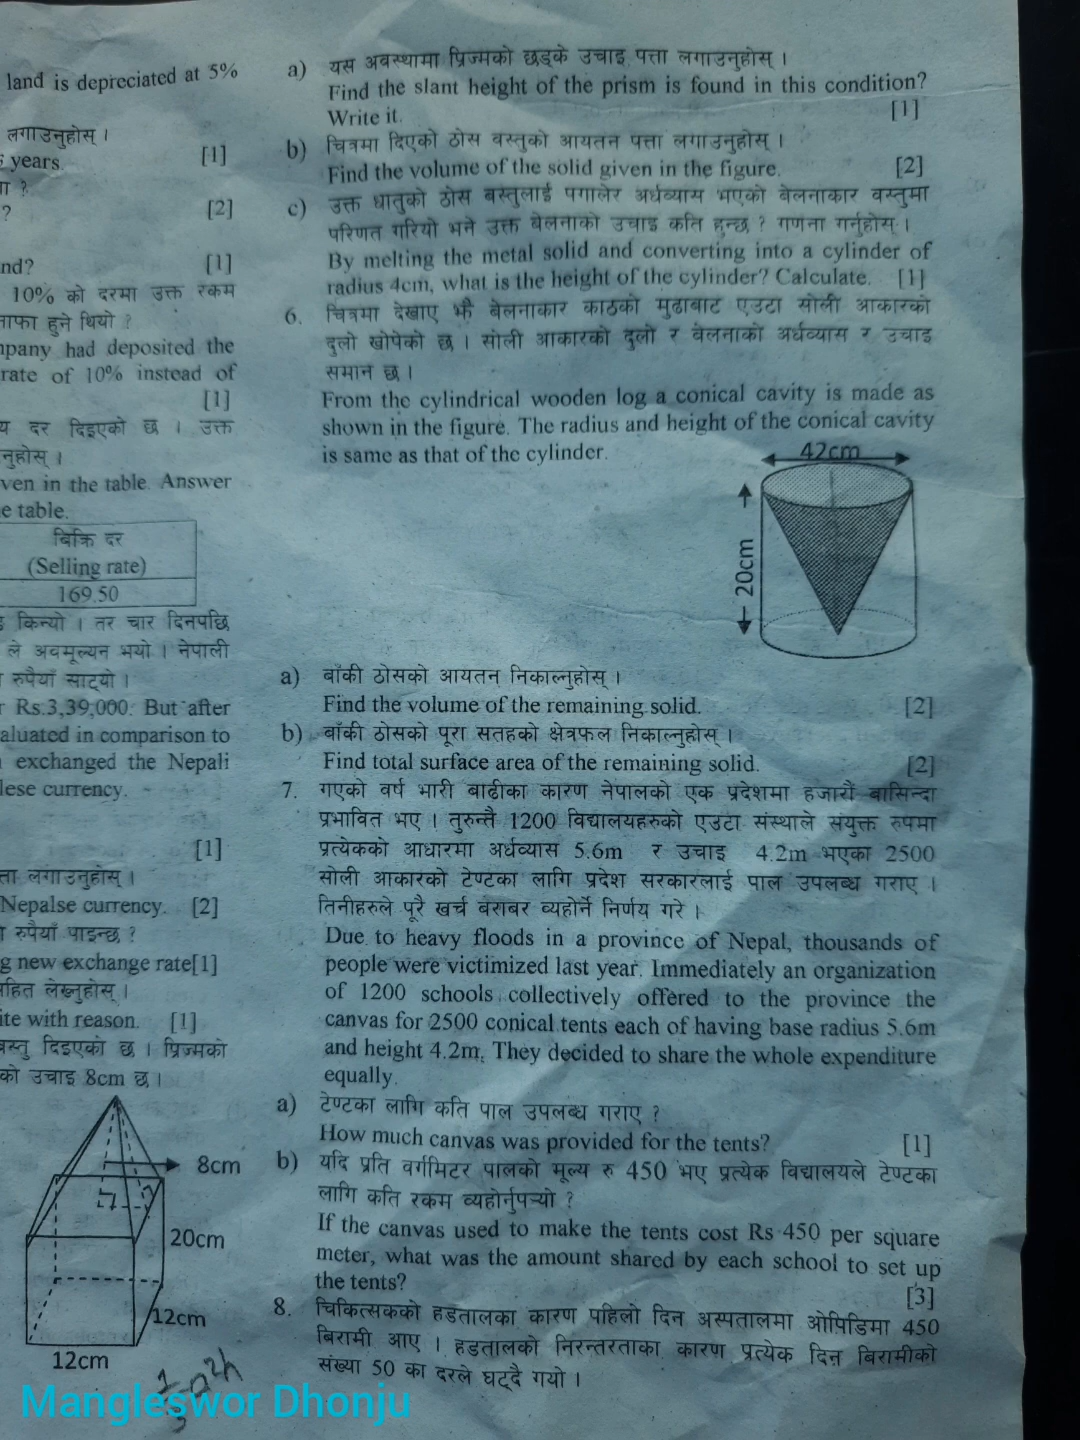 land is depreciated at 5%
लगाउनुहोस् ।
years. [1]
?
? [2]
nd? [1]
10% को दरमा उक्त रकम
नाफा हुने थियो ?
npany had deposited the
rate of 10% instead of
[1]
य दर दिइएको छ । उक्त
नुहोस् ।
ven in the table. Answer
e table.
बिक्रि दर
(Selling rate)
169.50
किन्यो । तर चार दिनपछि
ले अवमूल्यन भयो । नेपाली
रुपैयाँ साट्यो ।
Rs.3,39,000. But after
aluated in comparison to
exchanged the Nepali
lese currency.
[1]
त्ता लगाउनुहोस् ।
Nepalse currency. [2]
रुपैयाँ पाइन्छ ?
g new exchange rate[1]
सहित लेख्नुहोस् ।
ite with reason. [1]
वस्तु दिइएको छ । प्रिज्मको
को उचाइ 8cm छ ।
8cm
20cm
12cm
12cm
a) यस अवस्थामा प्रिज्मको छड्के उचाइ पत्ता लगाउनुहोस् ।
Find the slant height of the prism is found in this condition?
Write it. [1]
b) चित्रमा दिएको ठोस वस्तुको आयतन पत्ता लगाउनुहोस् ।
Find the volume of the solid given in the figure. [2]
c) उक्त धातुको ठोस बस्तुलाई पगालेर अर्धव्यास भएको बेलनाकार वस्तुमा
परिणत गरियो भने उक्त बेलनाको उचाइ कति हुन्छ ? गणना गर्नुहोस् ।
By melting the metal solid and converting into a cylinder of
radius 4cm, what is the height of the cylinder? Calculate. [1]
6. चित्रमा देखाए झैं बेलनाकार काठको मुढाबाट एउटा सोली आकारको
दुलो खोपेको छ । सोली आकारको दुलो र बेलनाको अर्धव्यास र उचाइ
समान छ ।
From the cylindrical wooden log a conical cavity is made as
shown in the figure. The radius and height of the conical cavity
is same as that of the cylinder.
42cm
20cm
a) बाँकी ठोसको आयतन् निकाल्नुहोस् ।
Find the volume of the remaining solid. [2]
b) बाँकी ठोसको पूरा सतहको क्षेत्रफल निकाल्नुहोस् ।
Find total surface area of the remaining solid. [2]
7. गएको वर्ष भारी बाढीका कारण नेपालको एक प्रदेशमा हजारौं बासिन्दा
प्रभावित भए । तुरुन्तै 1200 विद्यालयहरुको एउटा संस्थाले संयुक्त रुपमा
प्रत्येकको आधारमा अर्धव्यास 5.6m र उचाइ 4.2m भएका 2500
सोली आकारको टेण्टका लागि प्रदेश सरकारलाई पाल उपलब्ध गराए ।
तिनीहरुले पूरै खर्च बराबर व्यहोर्ने निर्णय गरे ।
Due to heavy floods in a province of Nepal, thousands of
people were victimized last year. Immediately an organization
of 1200 schools collectively offered to the province the
canvas for 2500 conical tents each of having base radius 5.6m
and height 4.2m. They decided to share the whole expenditure
equally.
a) टेण्टका लागि कति पाल उपलब्ध गराए ?
How much canvas was provided for the tents? [1]
b) यदि प्रति वर्गमिटर पालको मूल्य रु 450 भए प्रत्येक विद्यालयले टेण्टका
लागि कति रकम व्यहोर्नुपऱ्यो ?
If the canvas used to make the tents cost Rs 450 per square
meter, what was the amount shared by each school to set up
the tents? [3]
8. चिकित्सकको हडतालका कारण पहिलो दिन अस्पतालमा ओपिडिमा 450
बिरामी आए । हडतालको निरन्तरताका कारण प्रत्येक दिन बिरामीको
संख्या 50 का दरले घट्दै गयो ।
Mangleswor Dhonju